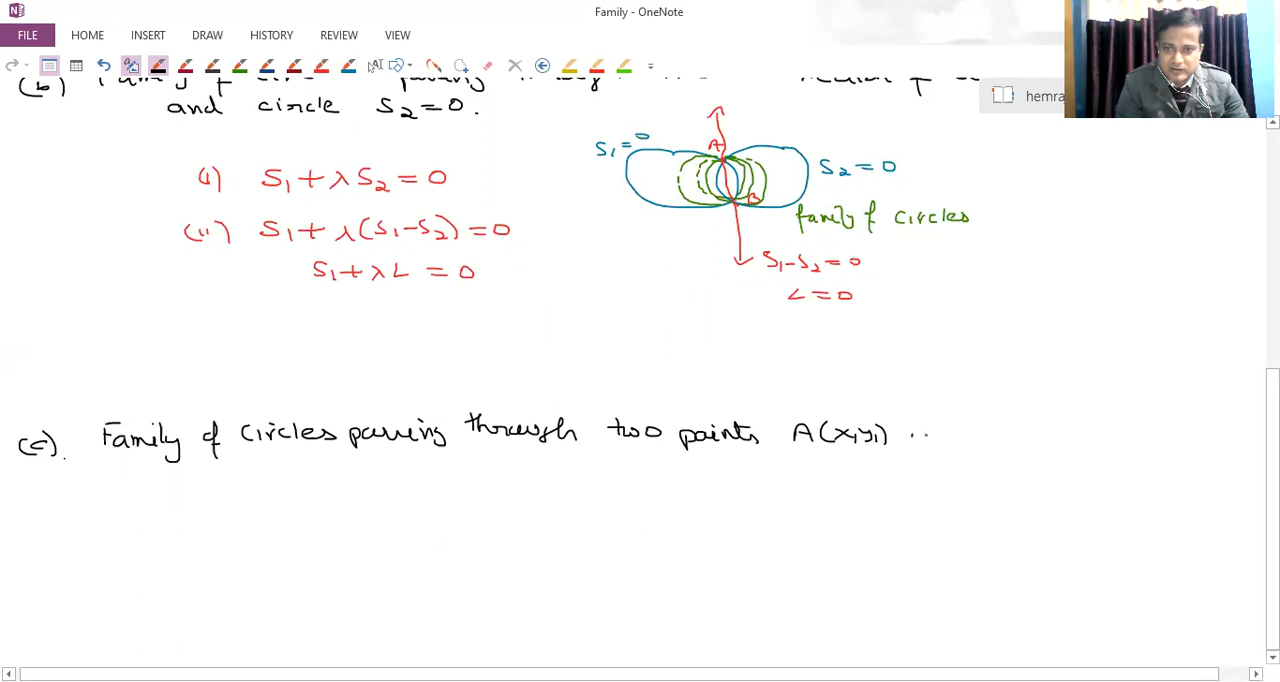 Family - OneNote
FILE HOME INSERT DRAW HISTORY REVIEW VIEW
hemra
(b)
and circle S₂=0.
(i) S₁+λS₂=0
(ii) S₁+λ(S₁-S₂)=0
S₁+λL=0
S₁=0
A
S₂=0
B
family of circles
S₁-S₂=0
L=0
(c). Family of circles passing through two points A(x₁y₁) ..